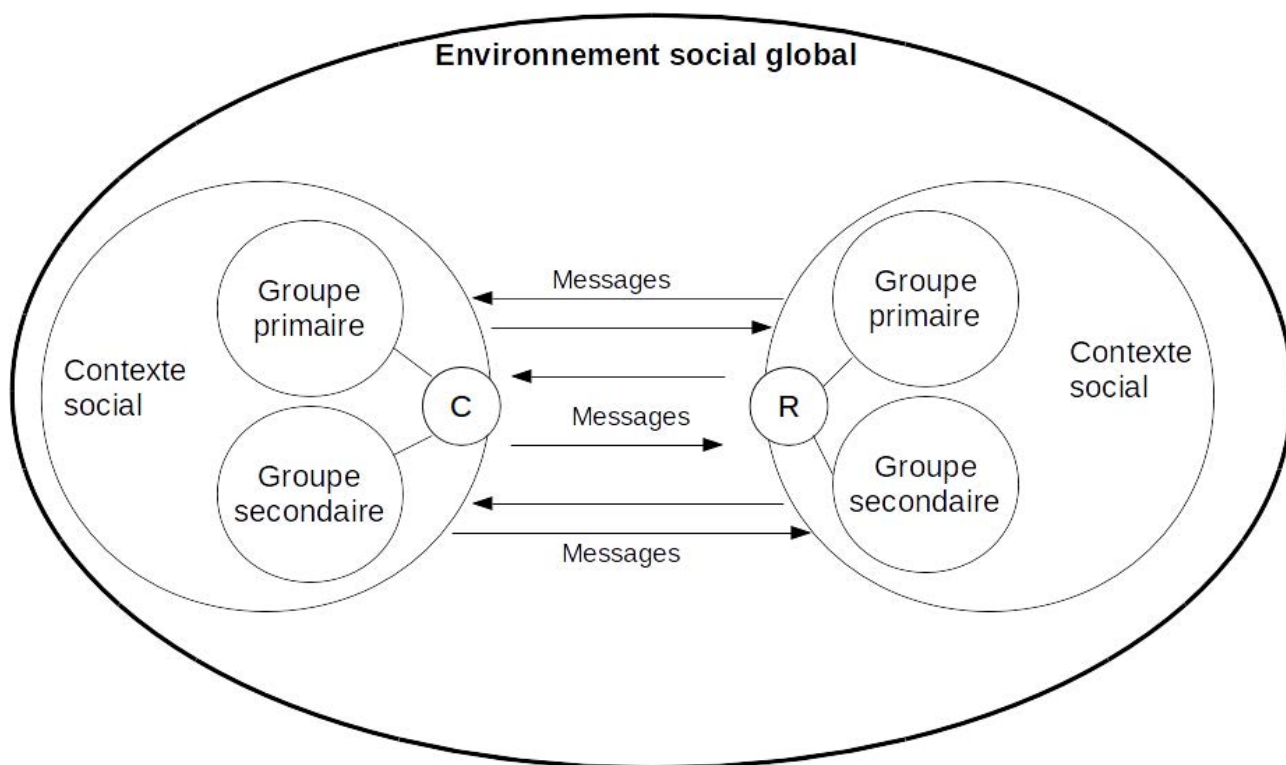 Environnement social global
Messages
Groupe
primaire
Groupe
primaire
Contexte
social
Contexte
social
C
R
Messages
Groupe
secondaire
Groupe
secondaire
Messages